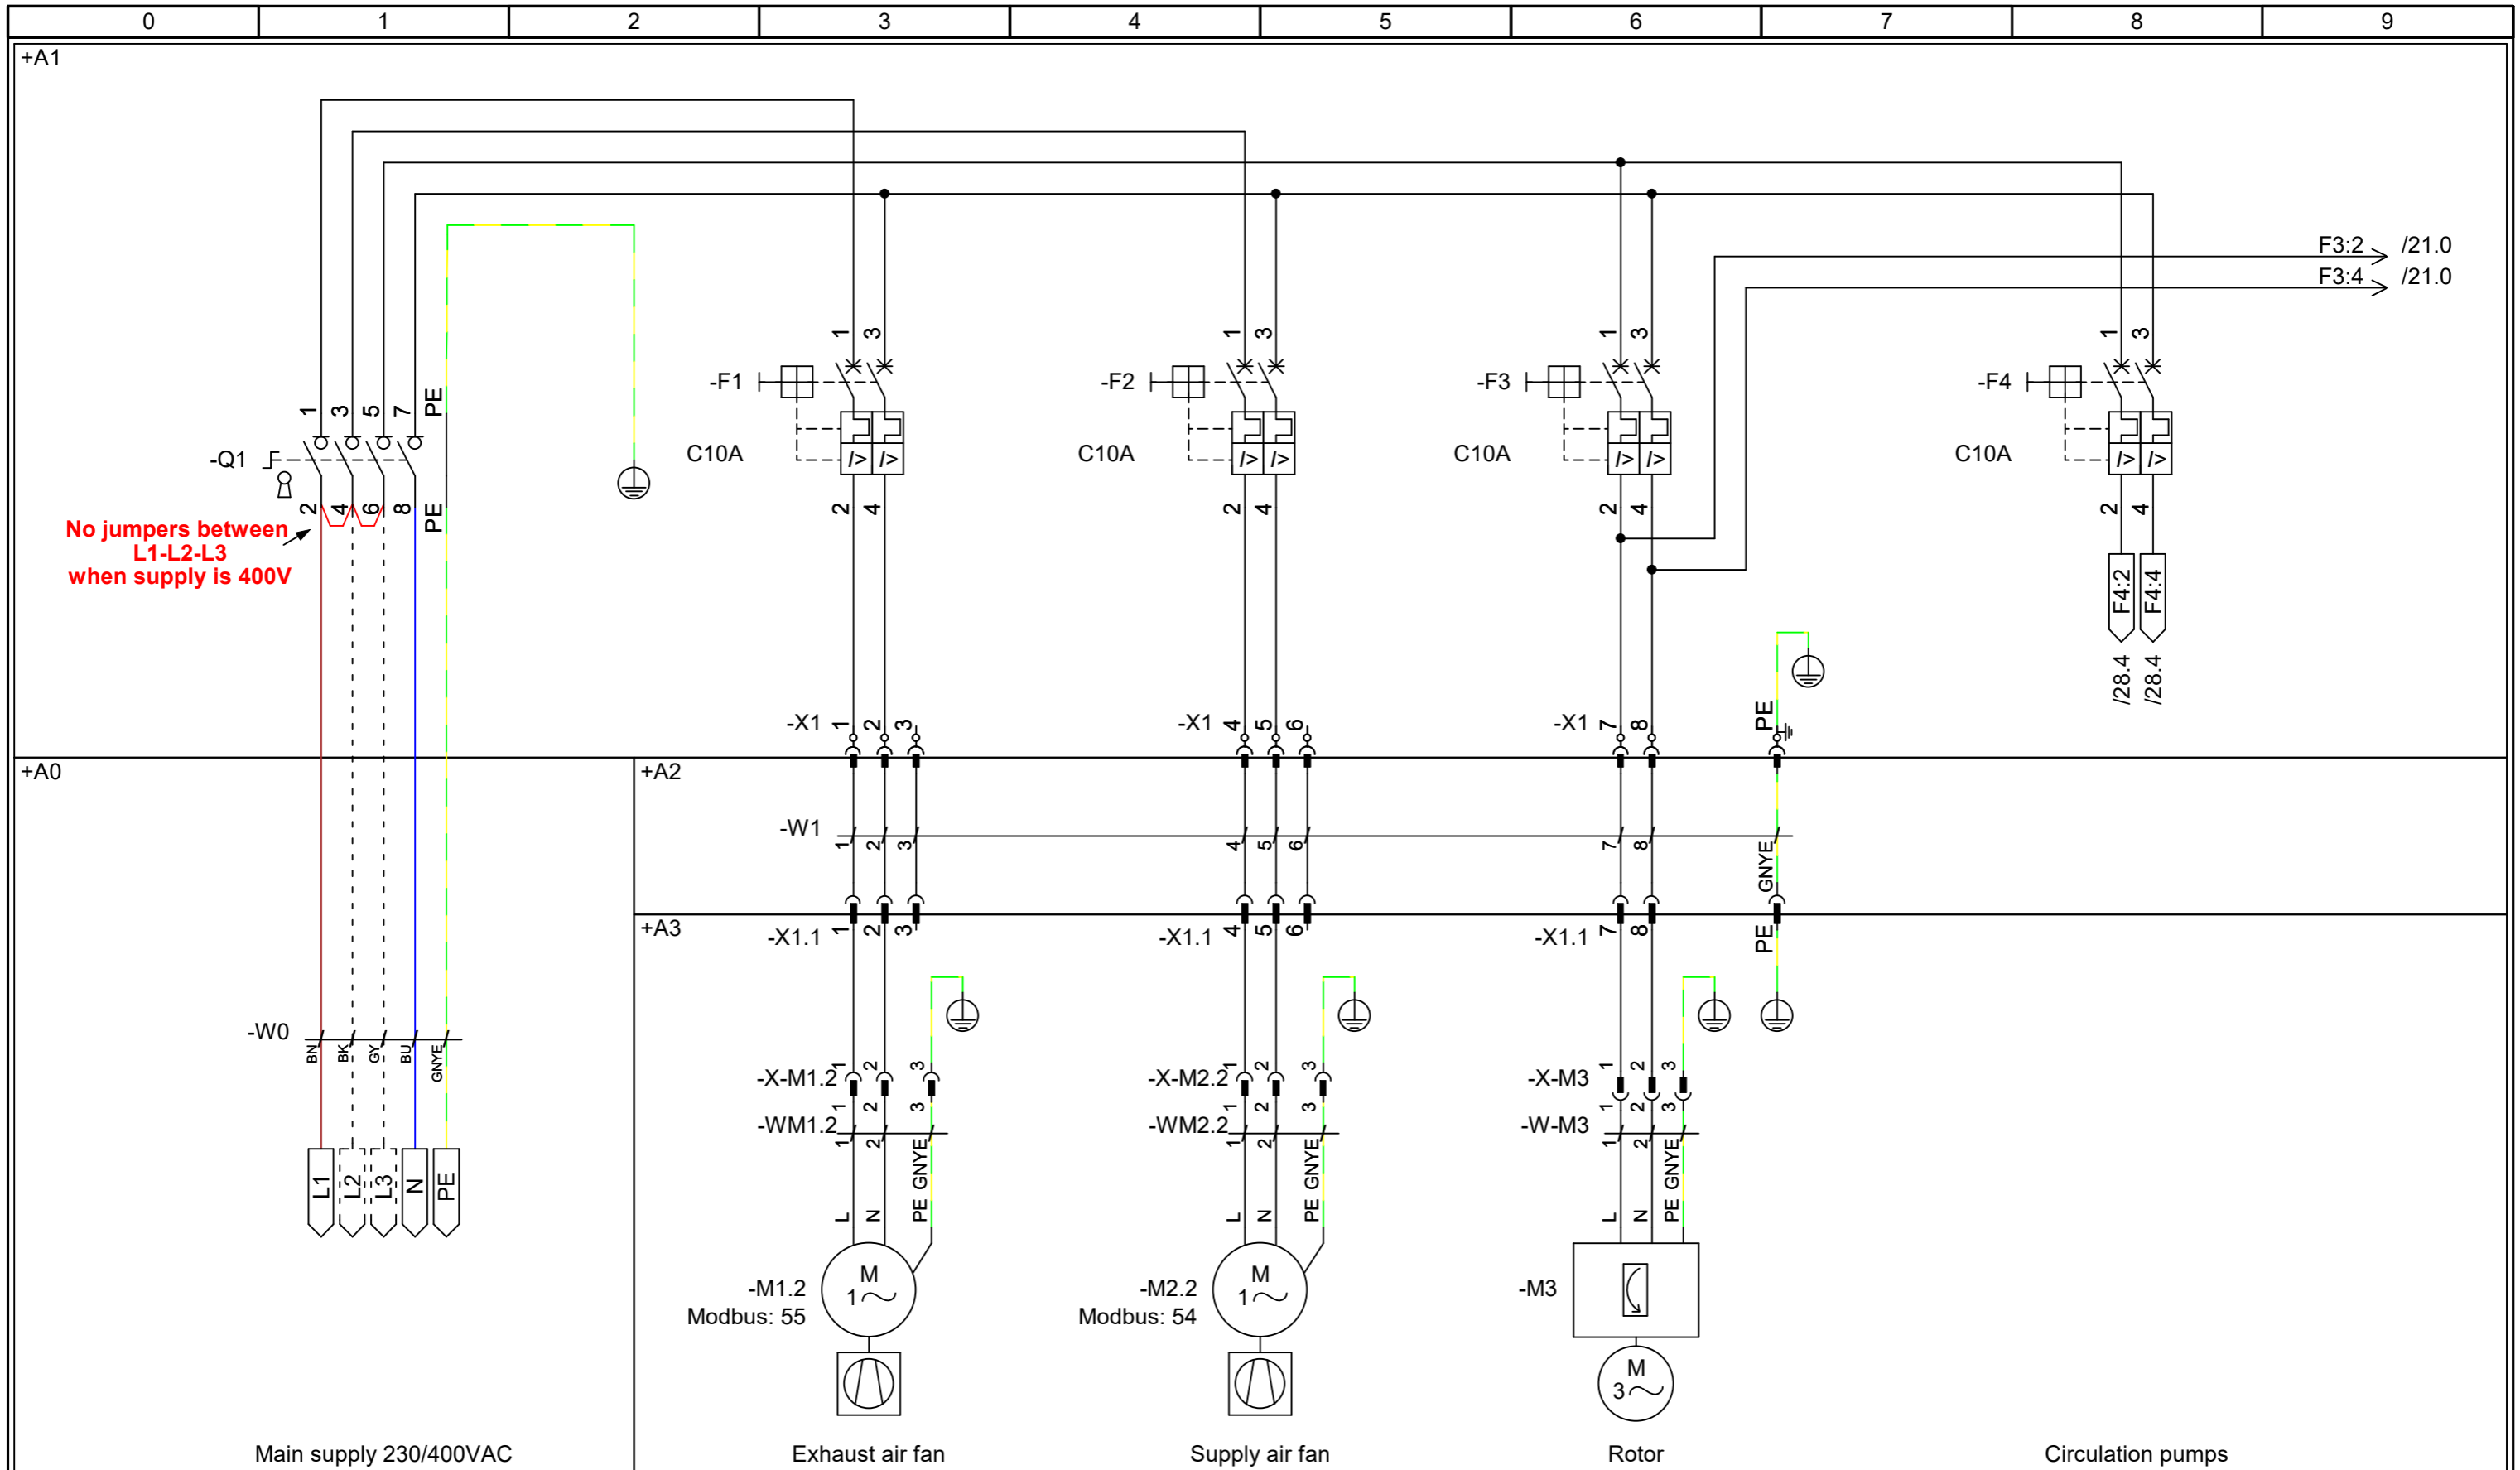 0 1 2 3 4 5 6 7 8 9
+A1
F3:2 /21.0
F3:4 /21.0
1 3 1 3 1 3 1 3
-F1 -F2 -F3 -F4
1 3 5 7 PE
-Q1 C10A C10A C10A C10A
I> I> I> I> I> I> I> I>
2 4 6 8 PE 2 4 2 4 2 4 2 4
No jumpers between
L1-L2-L3
when supply is 400V
F4:2 F4:4
/28.4 /28.4
-X1 1 2 3 -X1 4 5 6 -X1 7 8 PE
+A0 +A2
-W1
1 2 3 4 5 6 7 8 GNYE
+A3 -X1.1 1 2 3 -X1.1 4 5 6 -X1.1 7 8 PE
-W0
BN BK GY BU GNYE
1 2 3 1 2 3 1 2 3
-X-M1.2 -X-M2.2 -X-M3
1 2 3 1 2 3 1 2 3
-WM1.2 -WM2.2 -W-M3
1 2 GNYE 1 2 GNYE 1 2 GNYE
L1 L2 L3 N PE
L N PE L N PE L N PE
M M
-M1.2 1 -M2.2 1 -M3
Modbus: 55 Modbus: 54
M
3
Main supply 230/400VAC Exhaust air fan Supply air fan Rotor Circulation pumps